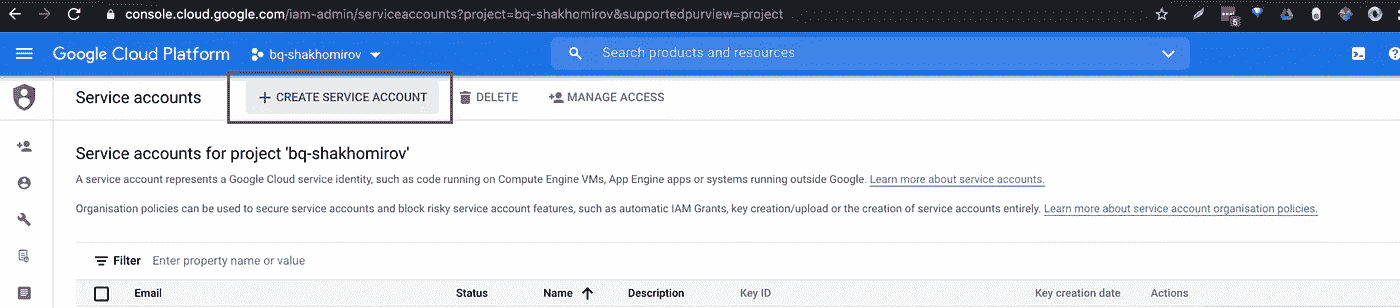 console.cloud.google.com/iam-admin/serviceaccounts?project=bq-shakhomirov&supportedpurview=project
5
Google Cloud Platform bq-shakhomirov Search products and resources
Service accounts + CREATE SERVICE ACCOUNT DELETE MANAGE ACCESS
Service accounts for project 'bq-shakhomirov'
A service account represents a Google Cloud service identity, such as code running on Compute Engine VMs, App Engine apps or systems running outside Google. Learn more about service accounts.
Organisation policies can be used to secure service accounts and block risky service account features, such as automatic IAM Grants, key creation/upload or the creation of service accounts entirely. Learn more about service account organisation policies.
Filter Enter property name or value
Email Status Name Description Key ID Key creation date Actions